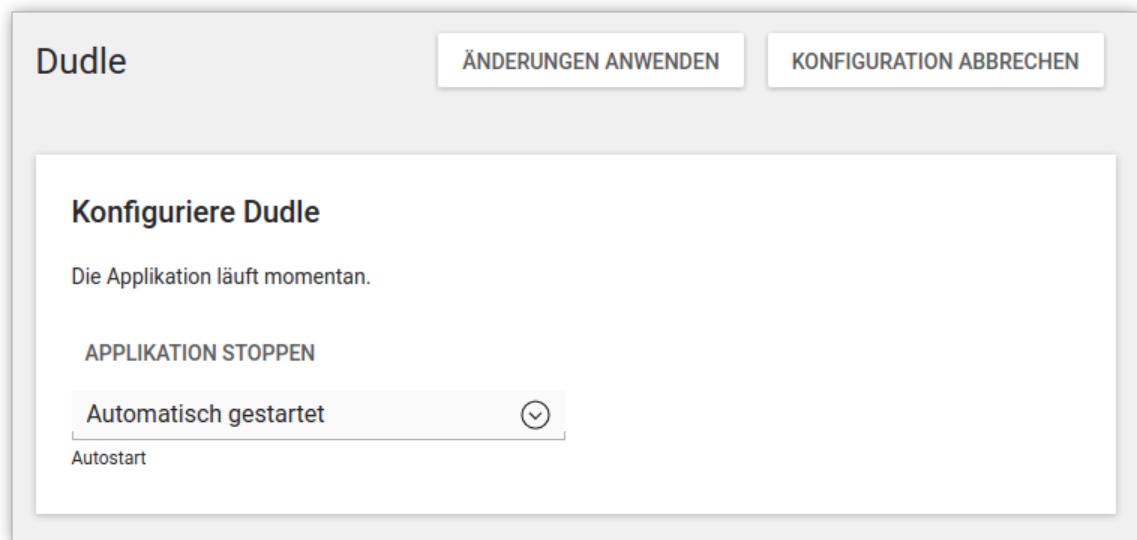 Dudle
ÄNDERUNGEN ANWENDEN
KONFIGURATION ABBRECHEN
Konfiguriere Dudle
Die Applikation läuft momentan.
APPLIKATION STOPPEN
Automatisch gestartet
Autostart